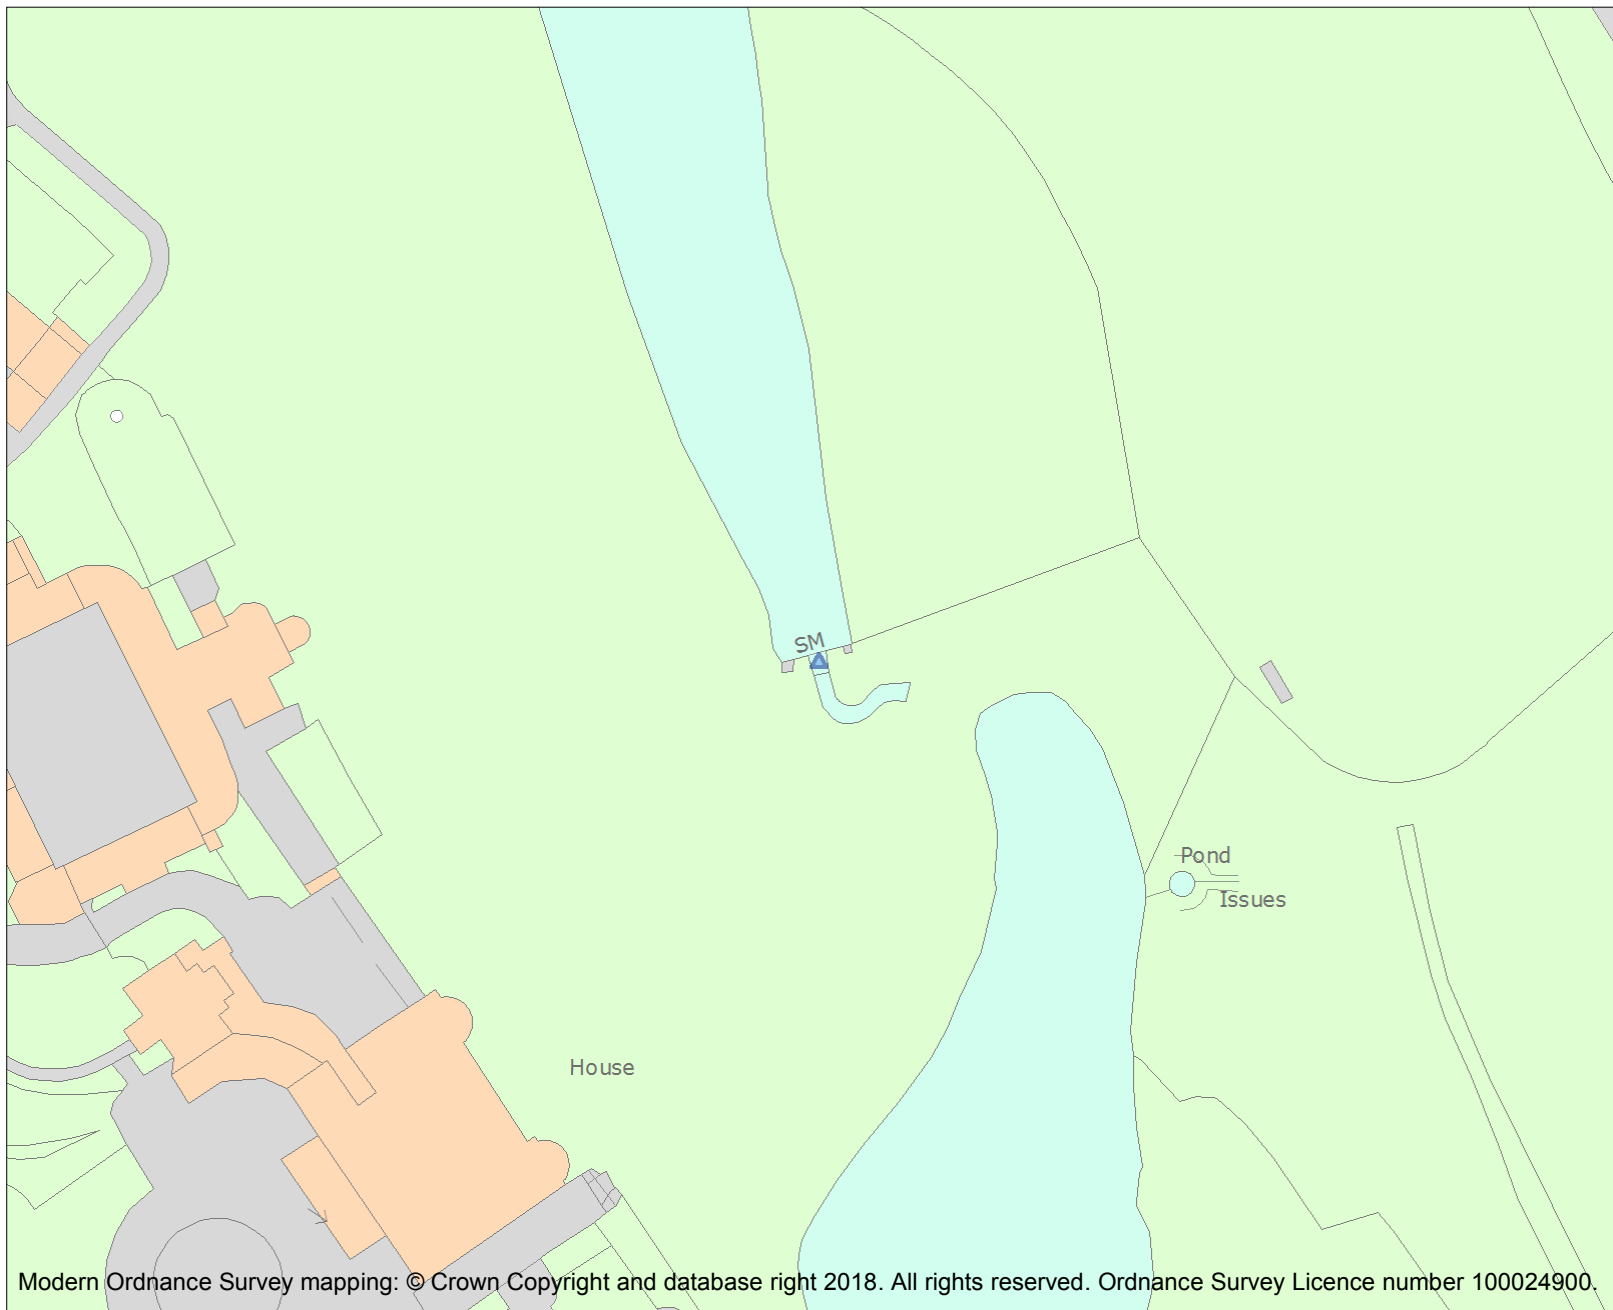 SM
Pond
Issues
House
Modern Ordnance Survey mapping: © Crown Copyright and database right 2018. All rights reserved. Ordnance Survey Licence number 100024900.